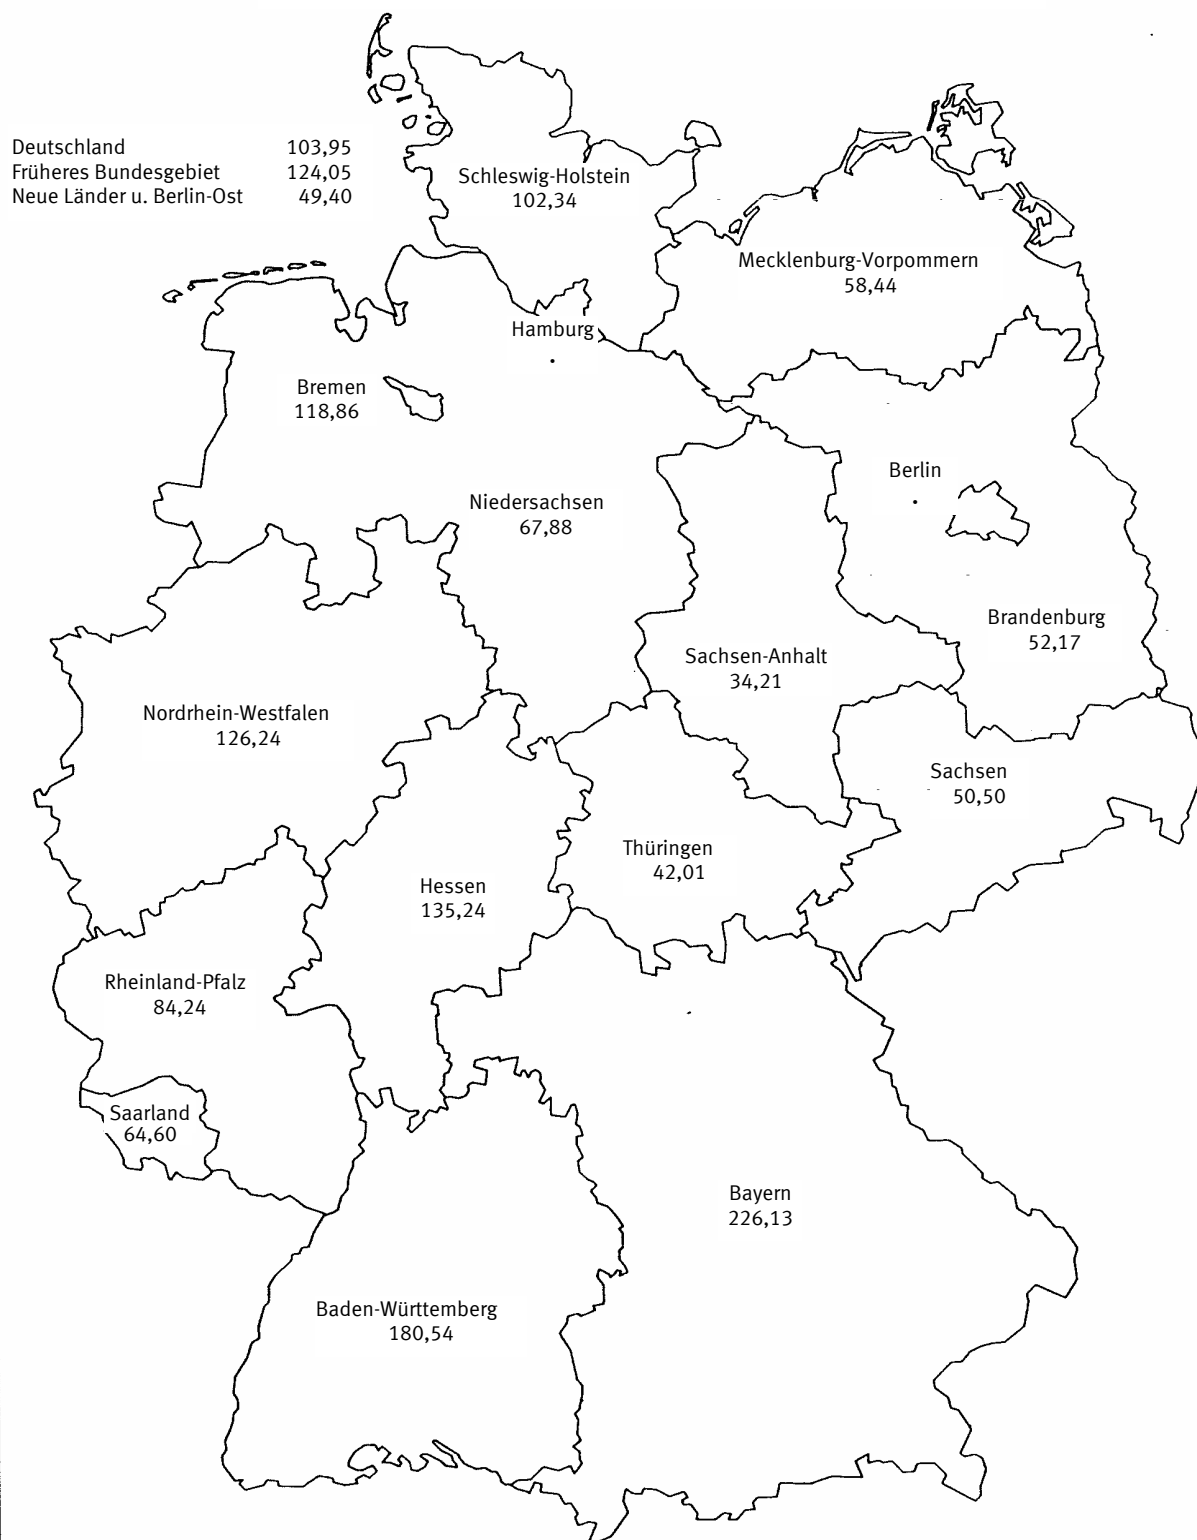 Deutschland 103,95
Früheres Bundesgebiet 124,05
Neue Länder u. Berlin-Ost 49,40
Schleswig-Holstein
102,34
Mecklenburg-Vorpommern
58,44
Hamburg
•
Bremen
118,86
Berlin
•
Niedersachsen
67,88
Brandenburg
52,17
Sachsen-Anhalt
34,21
Nordrhein-Westfalen
126,24
Sachsen
50,50
Thüringen
42,01
Hessen
135,24
Rheinland-Pfalz
84,24
Saarland
64,60
Bayern
226,13
Baden-Württemberg
180,54